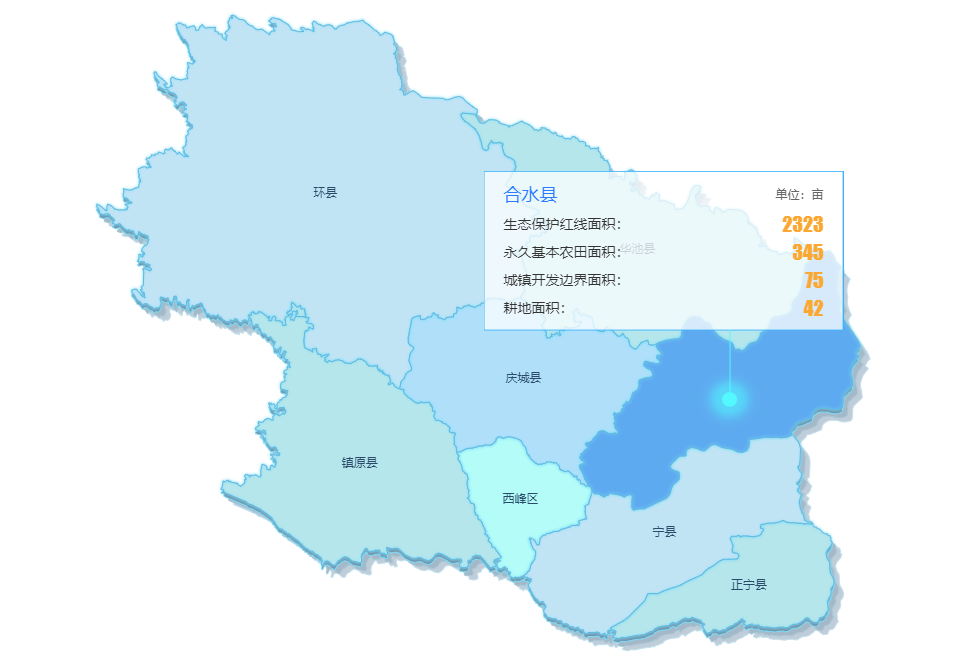 环县
合水县 单位：亩
生态保护红线面积： 2323
华池县
永久基本农田面积： 345
城镇开发边界面积： 75
耕地面积： 42
庆城县
镇原县
西峰区
宁县
正宁县